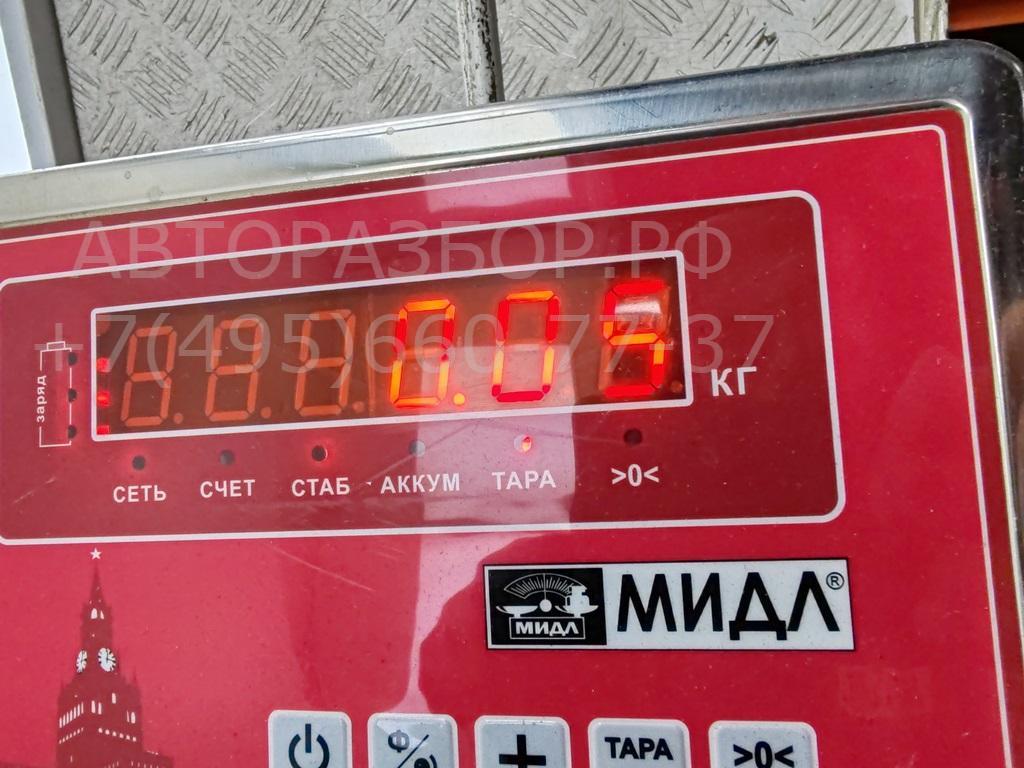 АВТОРАЗБОР.РФ
+7(495)660-77-37
заряд
0.05
КГ
СЕТЬ СЧЕТ СТАБ АККУМ ТАРА >0<
МИДЛ МИДЛ®
Ф/
+ ТАРА >0<